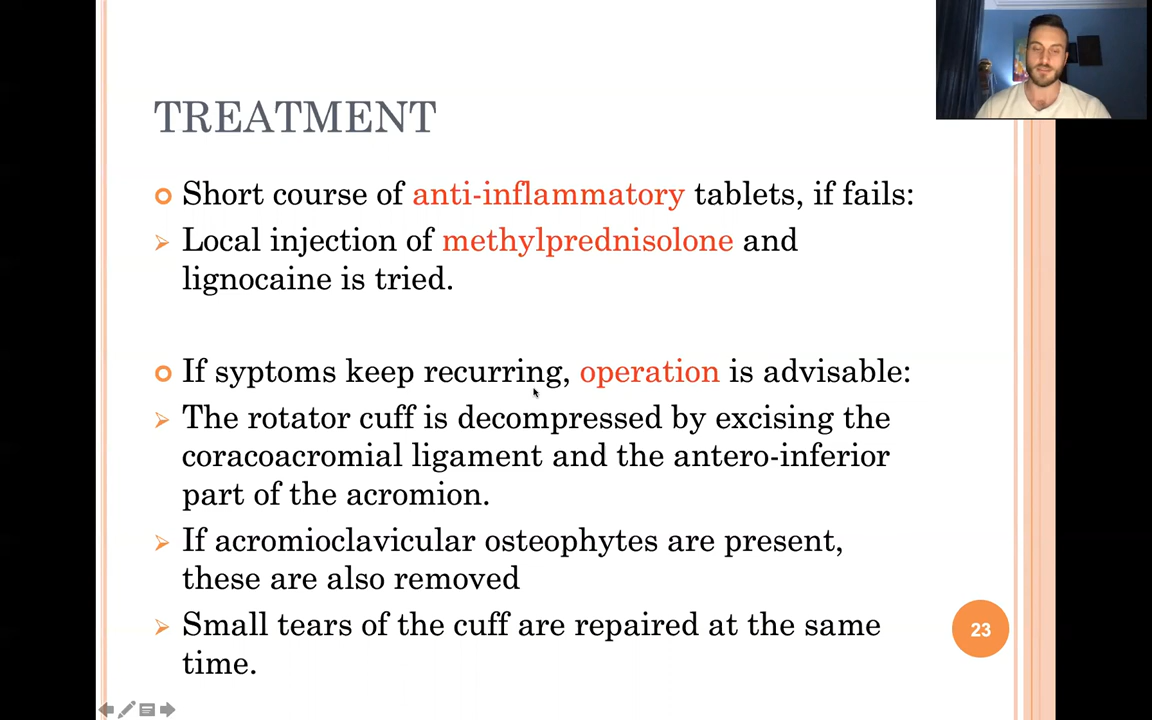 TREATMENT
Short course of anti-inflammatory tablets, if fails:
Local injection of methylprednisolone and
lignocaine is tried.
If syptoms keep recurring, operation is advisable:
The rotator cuff is decompressed by excising the
coracoacromial ligament and the antero-inferior
part of the acromion.
If acromioclavicular osteophytes are present,
these are also removed
Small tears of the cuff are repaired at the same
time.
23